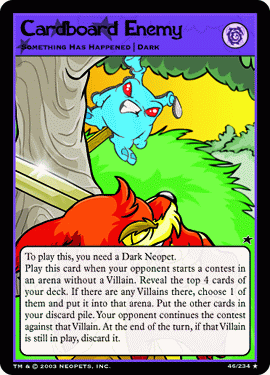 Cardboard Enemy
Something Has Happened | Dark
To play this, you need a Dark Neopet.
Play this card when your opponent starts a contest
in an arena without a Villain. Reveal the top 4 cards
of your deck. If there are any Villains there, choose 1
of them and put it into that arena. Put the other cards
in your discard pile. Your opponent continues the contest
against that Villain. At the end of the turn, if that Villain
is still in play, discard it.
TM & © 2003 NEOPETS, INC.
46/234 ★